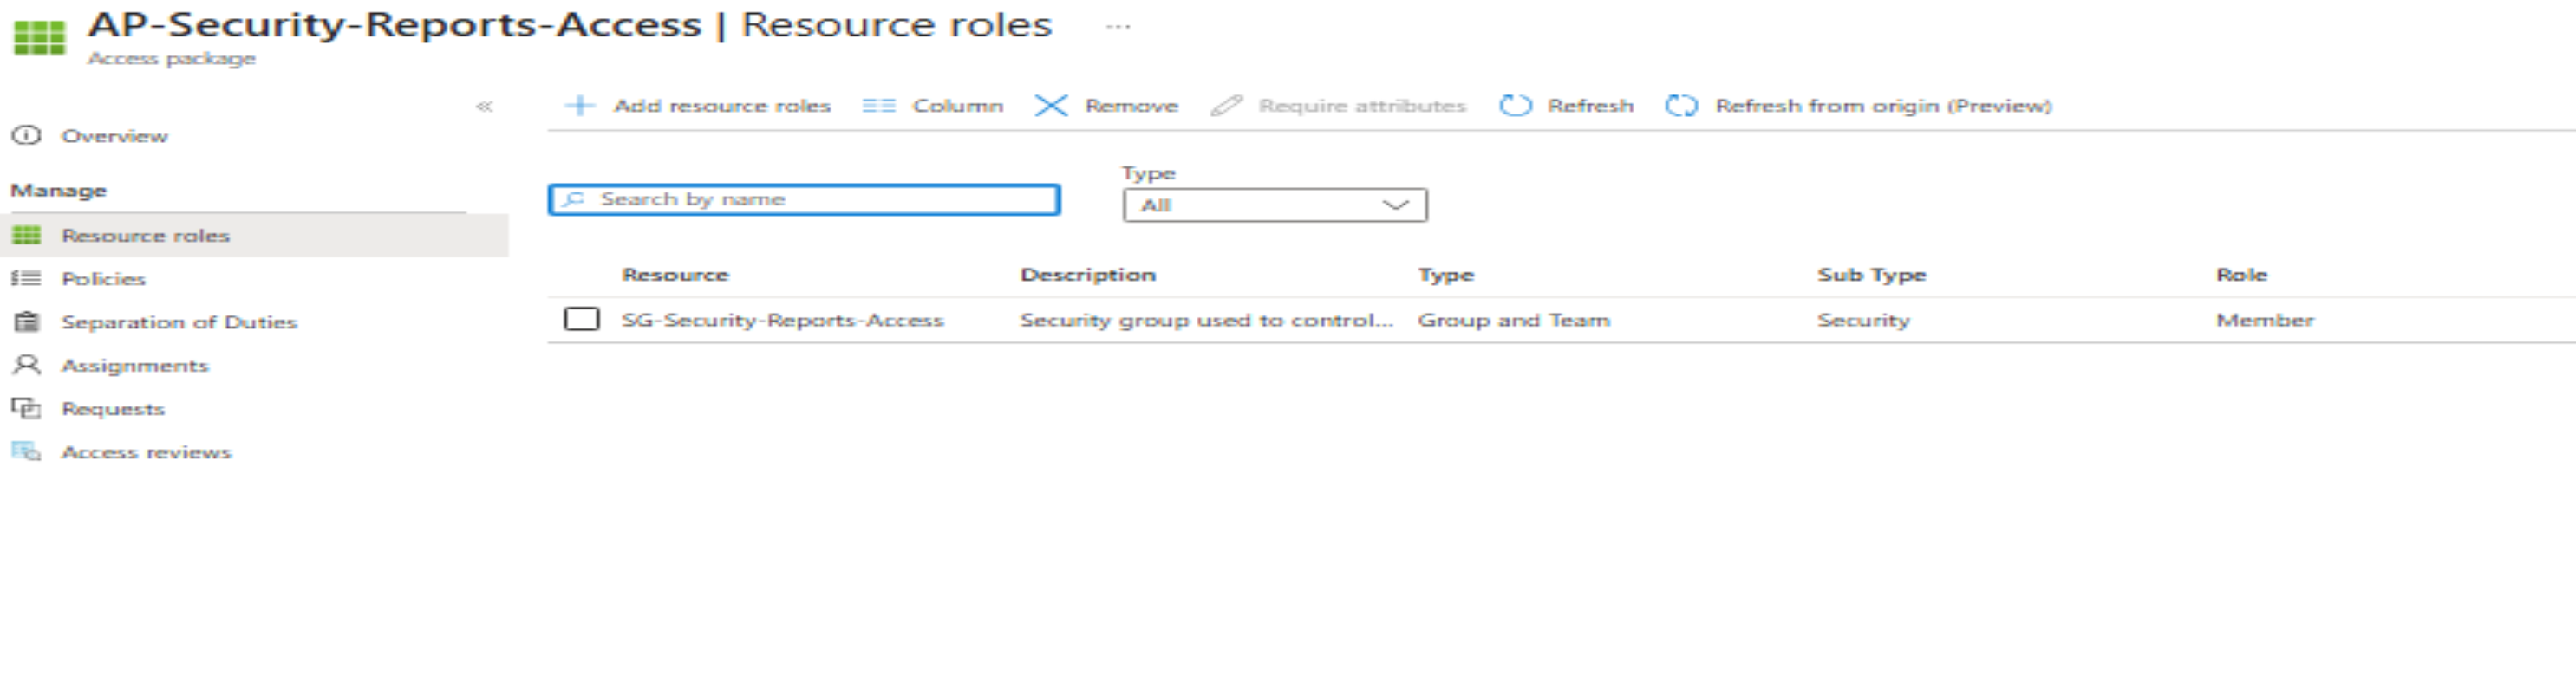 AP-Security-Reports-Access | Resource roles ...
Access package
«
Add resource roles Column Remove Require attributes Refresh Refresh from origin (Preview)
Overview
Manage
Resource roles
Policies
Separation of Duties
Assignments
Requests
Access reviews
Type
Search by name All
Resource Description Type Sub Type Role
SG-Security-Reports-Access Security group used to control... Group and Team Security Member